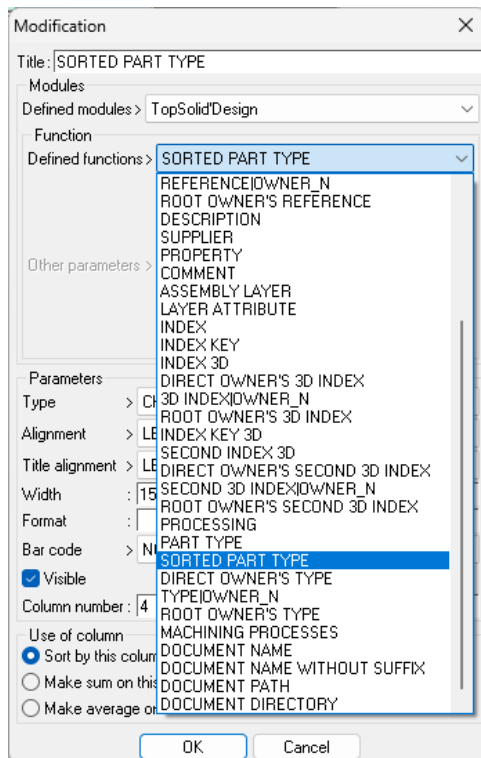 Modification
Title : SORTED PART TYPE
Modules
Defined modules > TopSolid'Design
Function
Defined functions > SORTED PART TYPE
REFERENCE|OWNER_N
ROOT OWNER'S REFERENCE
DESCRIPTION
SUPPLIER
PROPERTY
Other parameters >
COMMENT
ASSEMBLY LAYER
LAYER ATTRIBUTE
INDEX
INDEX KEY
INDEX 3D
DIRECT OWNER'S 3D INDEX
3D INDEX|OWNER_N
ROOT OWNER'S 3D INDEX
INDEX KEY 3D
SECOND INDEX 3D
DIRECT OWNER'S SECOND 3D INDEX
SECOND 3D INDEX|OWNER_N
ROOT OWNER'S SECOND 3D INDEX
PROCESSING
PART TYPE
SORTED PART TYPE
DIRECT OWNER'S TYPE
TYPE|OWNER_N
ROOT OWNER'S TYPE
MACHINING PROCESSES
DOCUMENT NAME
DOCUMENT NAME WITHOUT SUFFIX
DOCUMENT PATH
DOCUMENT DIRECTORY
Parameters
Type >
Alignment > LE
Title alignment > LE
Width : 15
Format :
Bar code >
Visible
Column number : 4
Use of column
Sort by this colum
Make sum on this
Make average o
OK Cancel